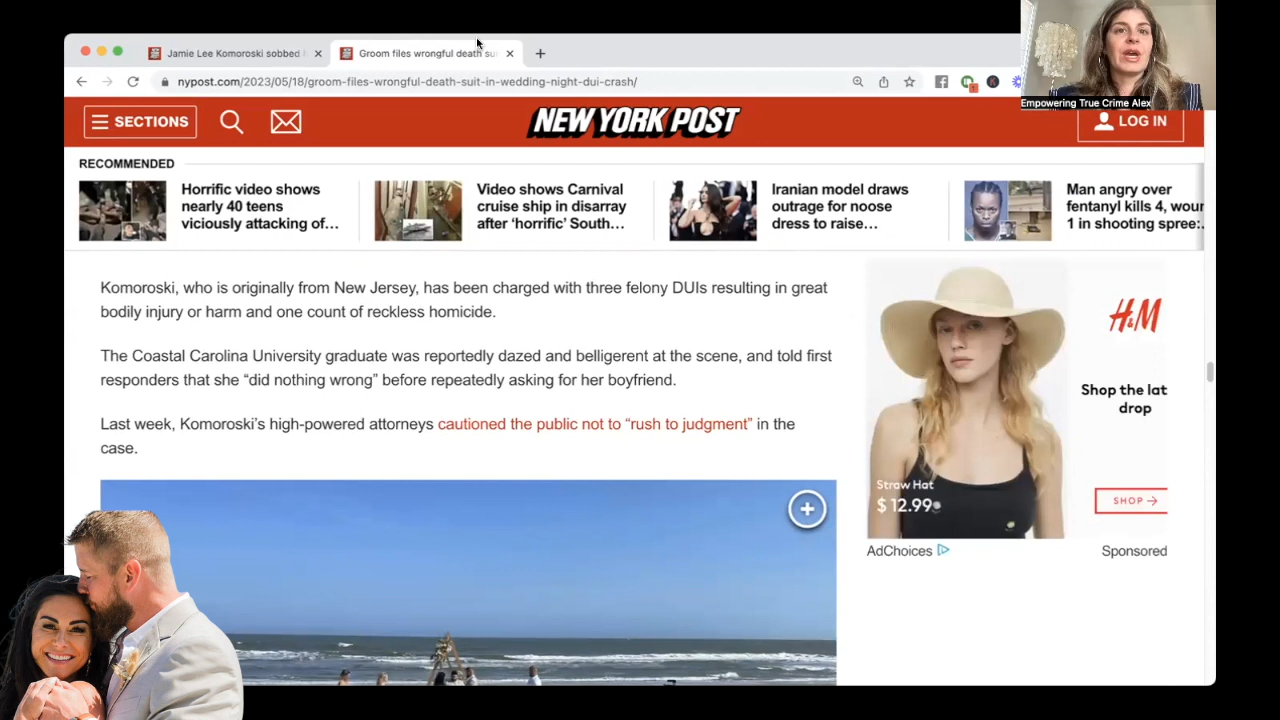 Jamie Lee Komoroski sobbed
Groom files wrongful death su
nypost.com/2023/05/18/groom-files-wrongful-death-suit-in-wedding-night-dui-crash/
Empowering True Crime Alex
SECTIONS
NEW YORK POST
LOG IN
RECOMMENDED
Horrific video shows
nearly 40 teens
viciously attacking of...
Video shows Carnival
cruise ship in disarray
after ‘horrific’ South...
Iranian model draws
outrage for noose
dress to raise...
Man angry over
fentanyl kills 4, wour
1 in shooting spree:.
Komoroski, who is originally from New Jersey, has been charged with three felony DUIs resulting in great
bodily injury or harm and one count of reckless homicide.
The Coastal Carolina University graduate was reportedly dazed and belligerent at the scene, and told first
responders that she “did nothing wrong” before repeatedly asking for her boyfriend.
Last week, Komoroski’s high-powered attorneys cautioned the public not to “rush to judgment” in the
case.
H&M
Shop the lat
drop
Straw Hat
$ 12.99
SHOP →
AdChoices
Sponsored